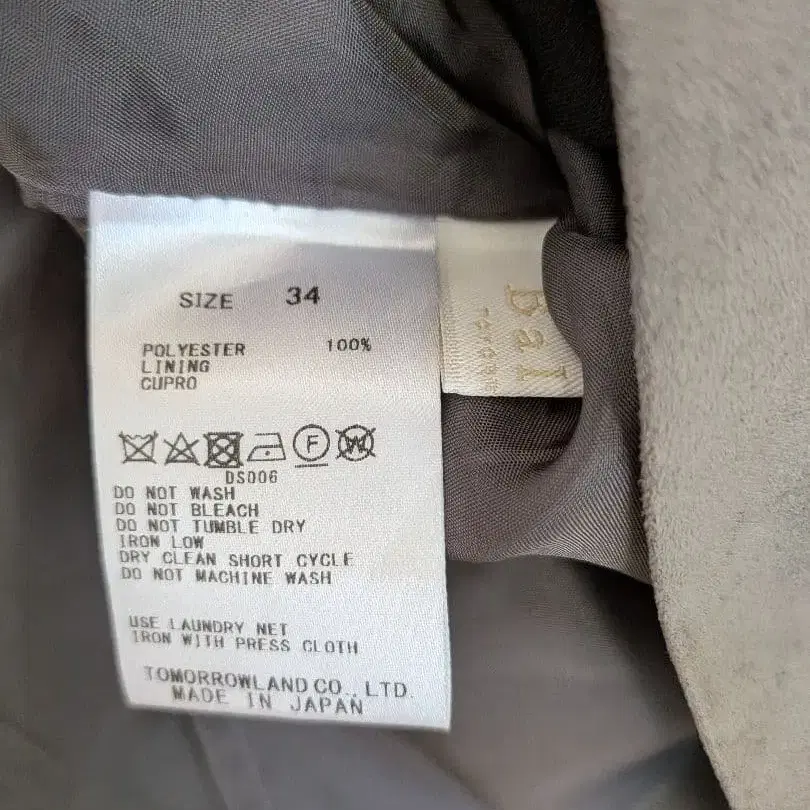 SIZE 34
POLYESTER 100%
LINING
CUPRO
F
W
DS006
DO NOT WASH
DO NOT BLEACH
DO NOT TUMBLE DRY
IRON LOW
DRY CLEAN SHORT CYCLE
DO NOT MACHINE WASH
USE LAUNDRY NET
IRON WITH PRESS CLOTH
TOMORROWLAND CO., LTD.
MADE IN JAPAN
Bal